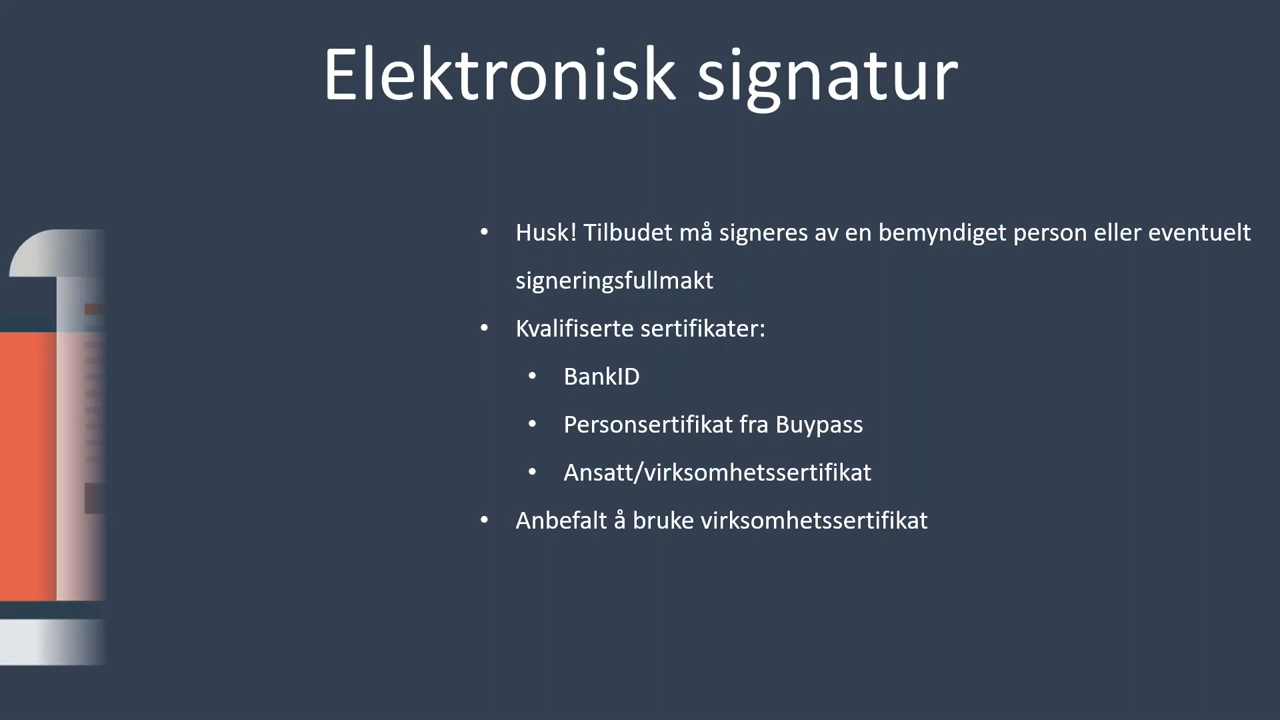 Elektronisk signatur
• Husk! Tilbudet må signeres av en bemyndiget person eller eventuelt
signeringsfullmakt
• Kvalifiserte sertifikater:
• BankID
• Personsertifikat fra Buypass
• Ansatt/virksomhetssertifikat
• Anbefalt å bruke virksomhetssertifikat